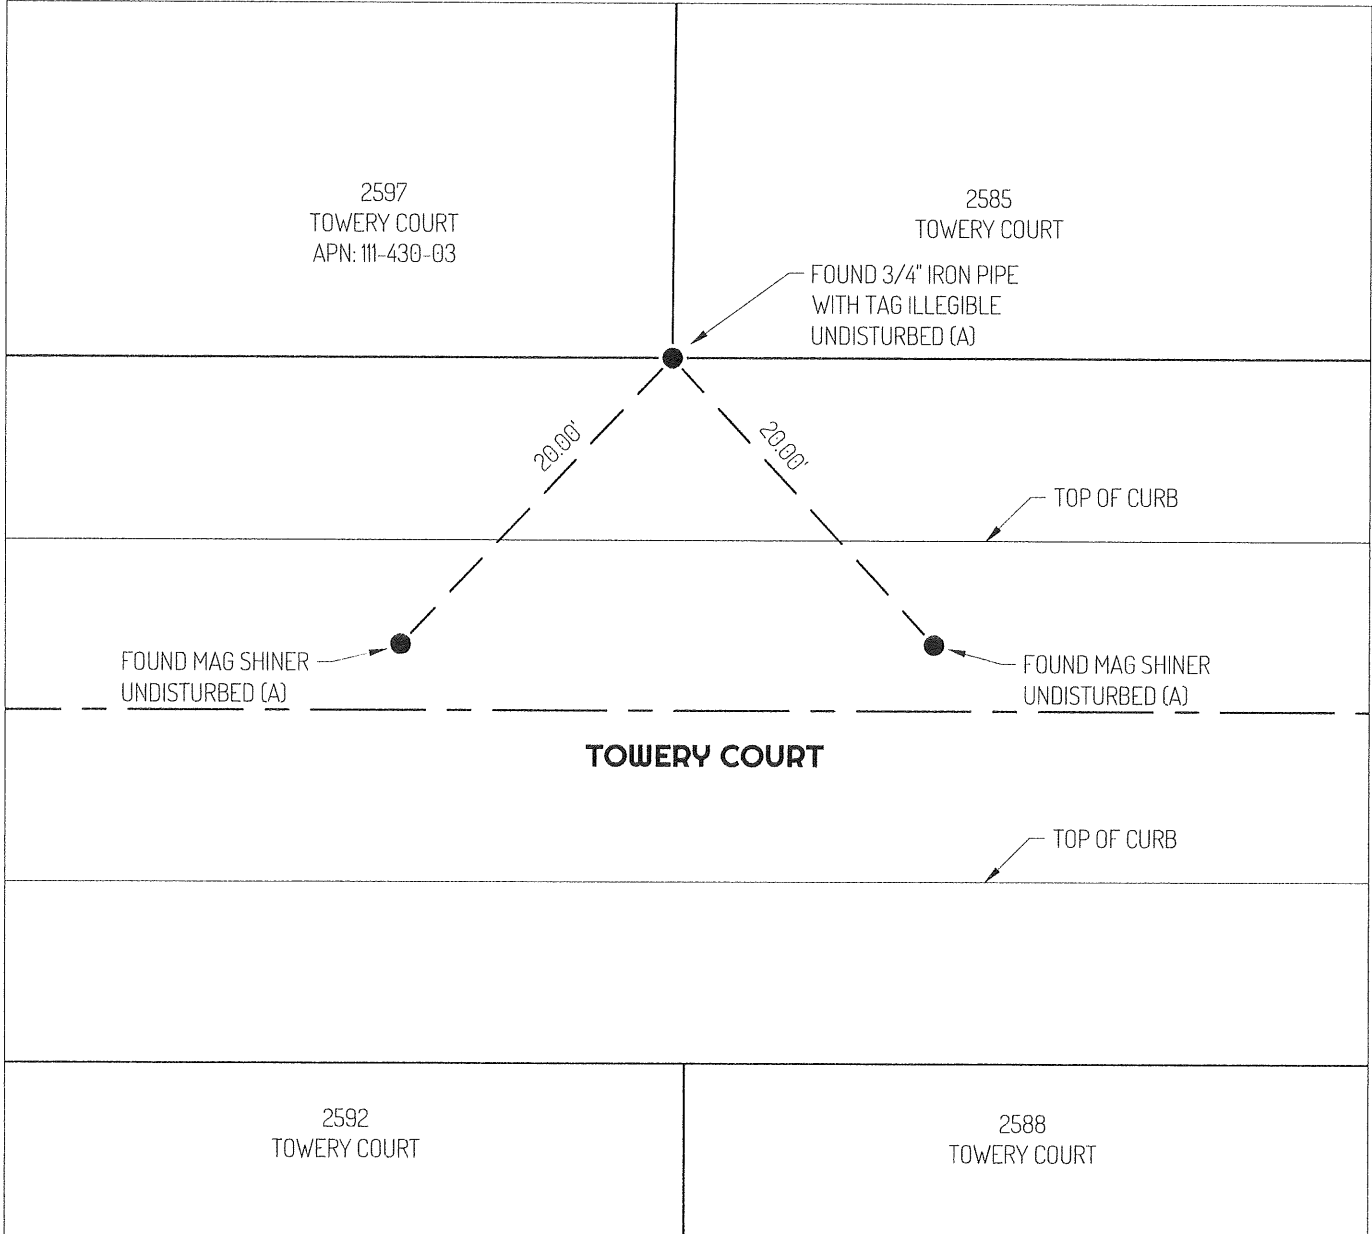 2597
TOWERY COURT
APN: 111-430-03
2585
TOWERY COURT
FOUND 3/4" IRON PIPE
WITH TAG ILLEGIBLE
UNDISTURBED (A)
20.00'
20.00'
TOP OF CURB
FOUND MAG SHINER
UNDISTURBED (A)
FOUND MAG SHINER
UNDISTURBED (A)
TOWERY COURT
TOP OF CURB
2592
TOWERY COURT
2588
TOWERY COURT